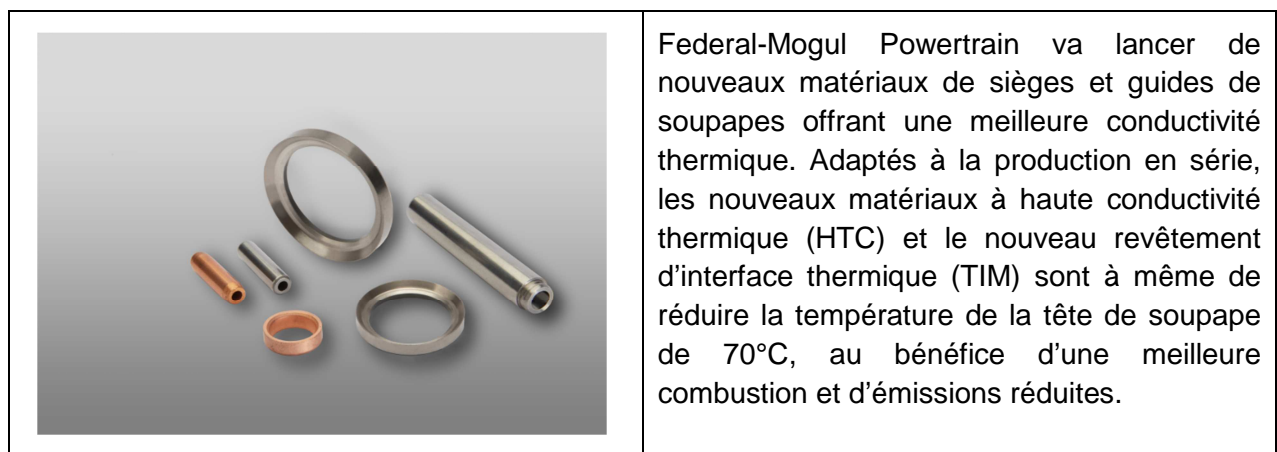 Federal-Mogul Powertrain va lancer de
nouveaux matériaux de sièges et guides de
soupapes offrant une meilleure conductivité
thermique. Adaptés à la production en série,
les nouveaux matériaux à haute conductivité
thermique (HTC) et le nouveau revêtement
d’interface thermique (TIM) sont à même de
réduire la température de la tête de soupape
de 70°C, au bénéfice d’une meilleure
combustion et d’émissions réduites.